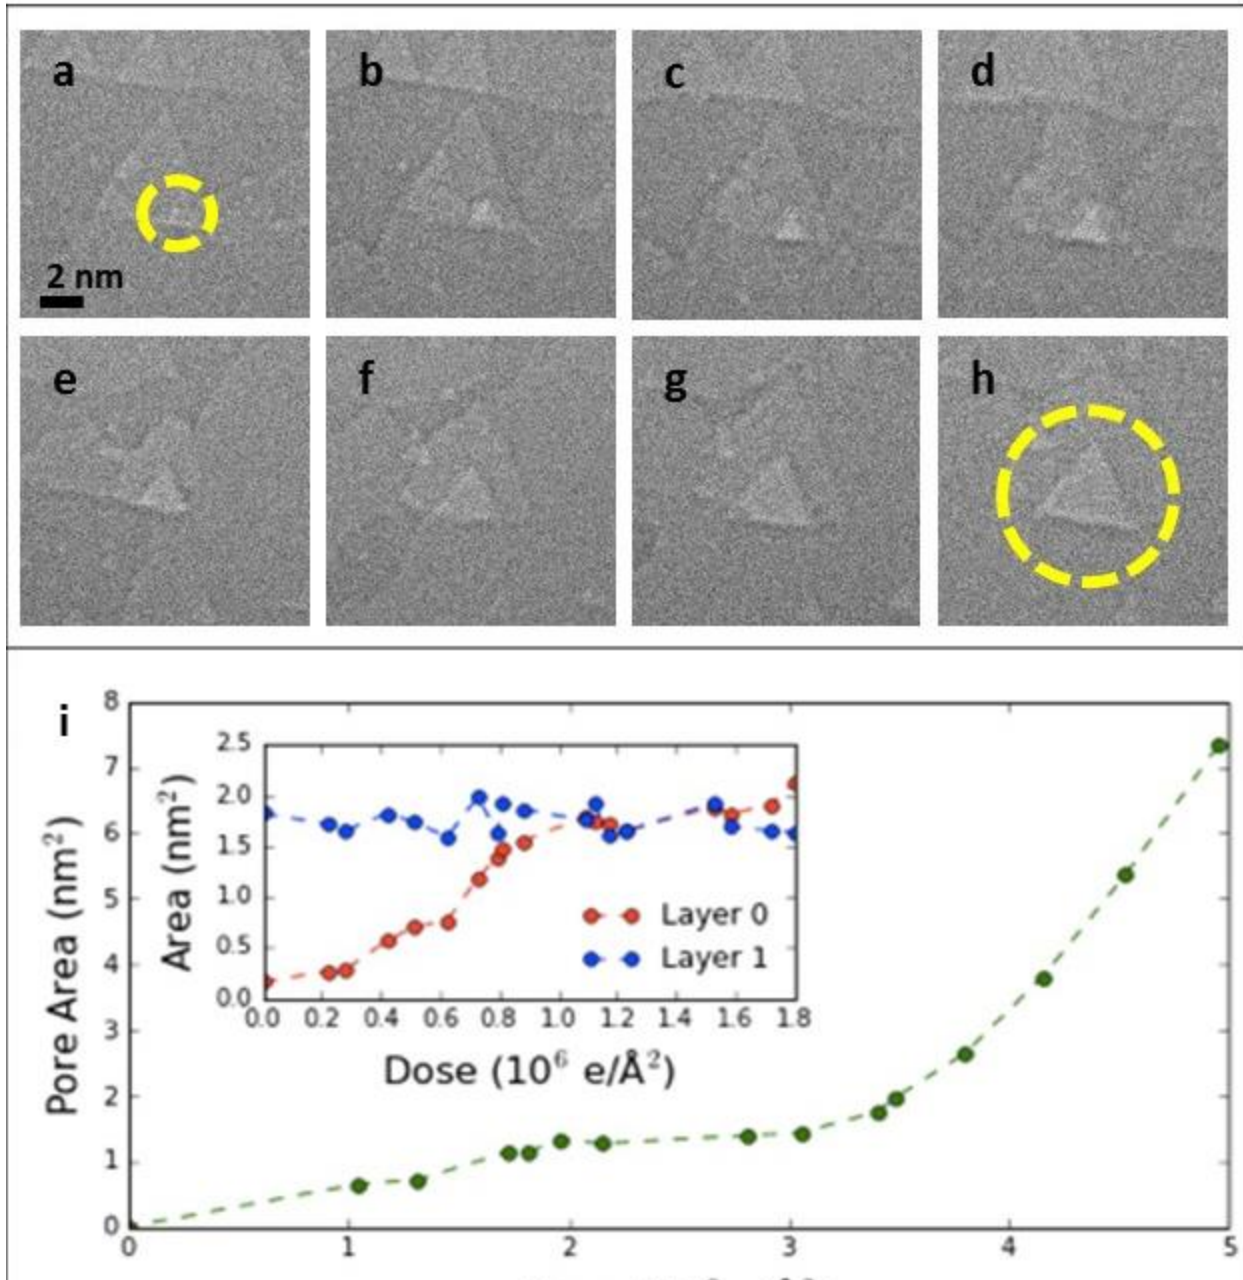 a b c d
2 nm
e f g h
i
8
7
6
5
4
3
2
1
0
Pore Area (nm²)
2.5
2.0
1.5
1.0
0.5
0.0
Area (nm²)
Layer 0
Layer 1
0.0 0.2 0.4 0.6 0.8 1.0 1.2 1.4 1.6 1.8
Dose (10⁶ e/Å²)
0 1 2 3 4 5